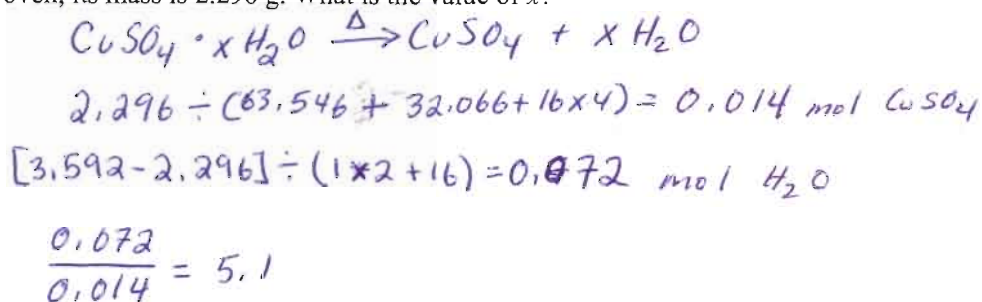 oven, its mass is 2.296 g. What is the value of x?
CuSO₄ · x H₂O →Δ CuSO₄ + x H₂O
2.296 ÷ (63.546 + 32.066 + 16×4) = 0.014 mol CuSO₄
[3.592 - 2.296] ÷ (1×2 + 16) = 0.072 mol H₂O
0.072
0.014 = 5.1